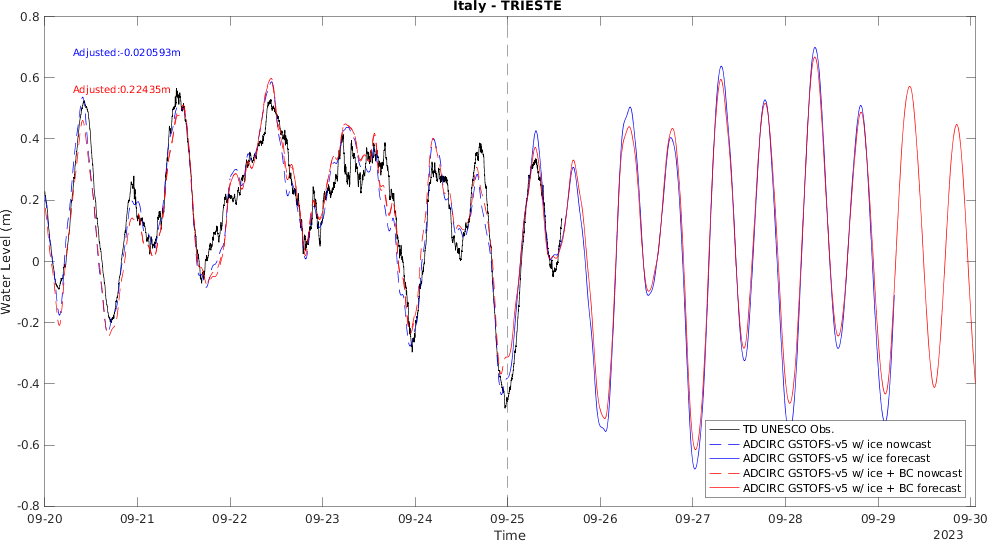 Italy - TRIESTE
0.8
0.6
0.4
0.2
0
-0.2
-0.4
-0.6
-0.8
Water Level (m)
Adjusted:-0.020593m
Adjusted:0.22435m
TD UNESCO Obs.
ADCIRC GSTOFS-v5 w/ ice nowcast
ADCIRC GSTOFS-v5 w/ ice forecast
ADCIRC GSTOFS-v5 w/ ice + BC nowcast
ADCIRC GSTOFS-v5 w/ ice + BC forecast
09-20 09-21 09-22 09-23 09-24 09-25 09-26 09-27 09-28 09-29 09-30
Time
2023